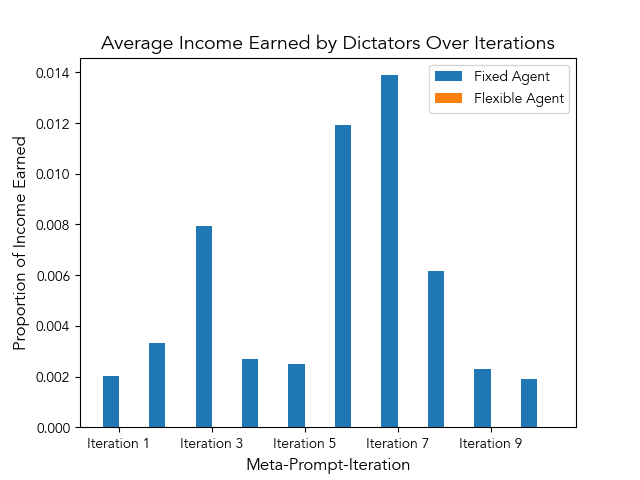 Average Income Earned by Dictators Over Iterations
Fixed Agent
Flexible Agent
Proportion of Income Earned
0.014
0.012
0.010
0.008
0.006
0.004
0.002
0.000
Iteration 1
Iteration 3
Iteration 5
Iteration 7
Iteration 9
Meta-Prompt-Iteration